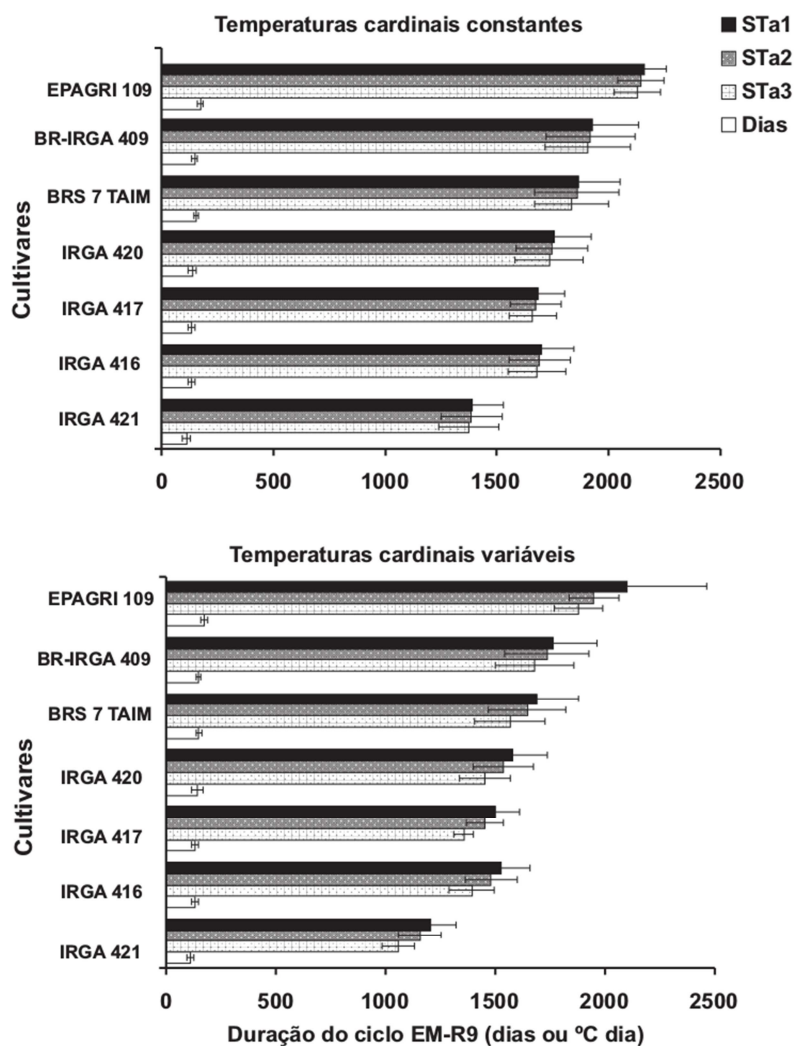 Temperaturas cardinais constantes
STa1
STa2
STa3
Dias
Cultivares
EPAGRI 109
BR-IRGA 409
BRS 7 TAIM
IRGA 420
IRGA 417
IRGA 416
IRGA 421
0 500 1000 1500 2000 2500
Temperaturas cardinais variáveis
Cultivares
EPAGRI 109
BR-IRGA 409
BRS 7 TAIM
IRGA 420
IRGA 417
IRGA 416
IRGA 421
0 500 1000 1500 2000 2500
Duração do ciclo EM-R9 (dias ou ºC dia)